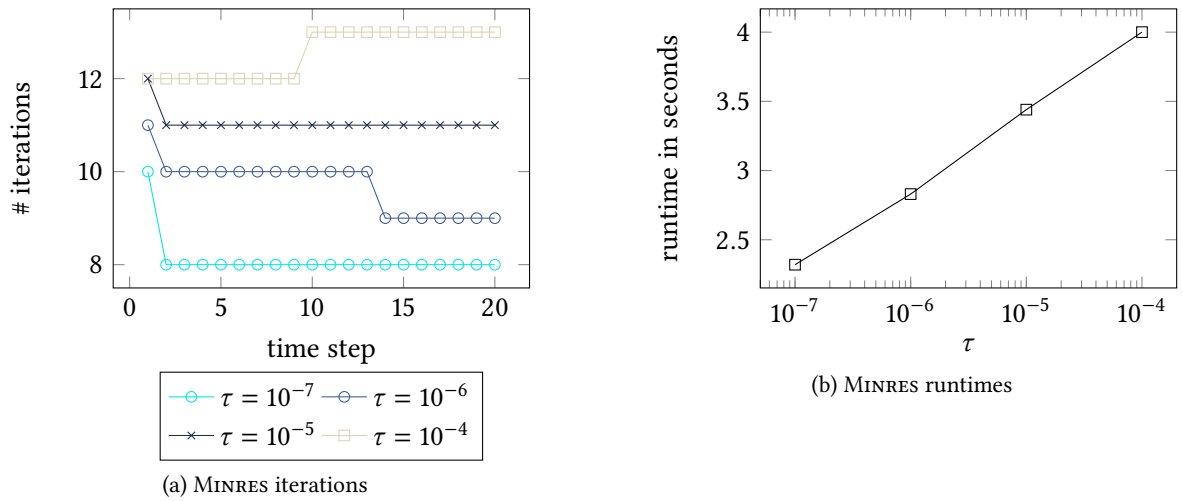 12
10
8
# iterations
0 5 10 15 20
time step
τ = 10⁻⁷ τ = 10⁻⁶
τ = 10⁻⁵ τ = 10⁻⁴
(a) MINRES iterations
4
3.5
3
2.5
runtime in seconds
10⁻⁷ 10⁻⁶ 10⁻⁵ 10⁻⁴
τ
(b) MINRES runtimes